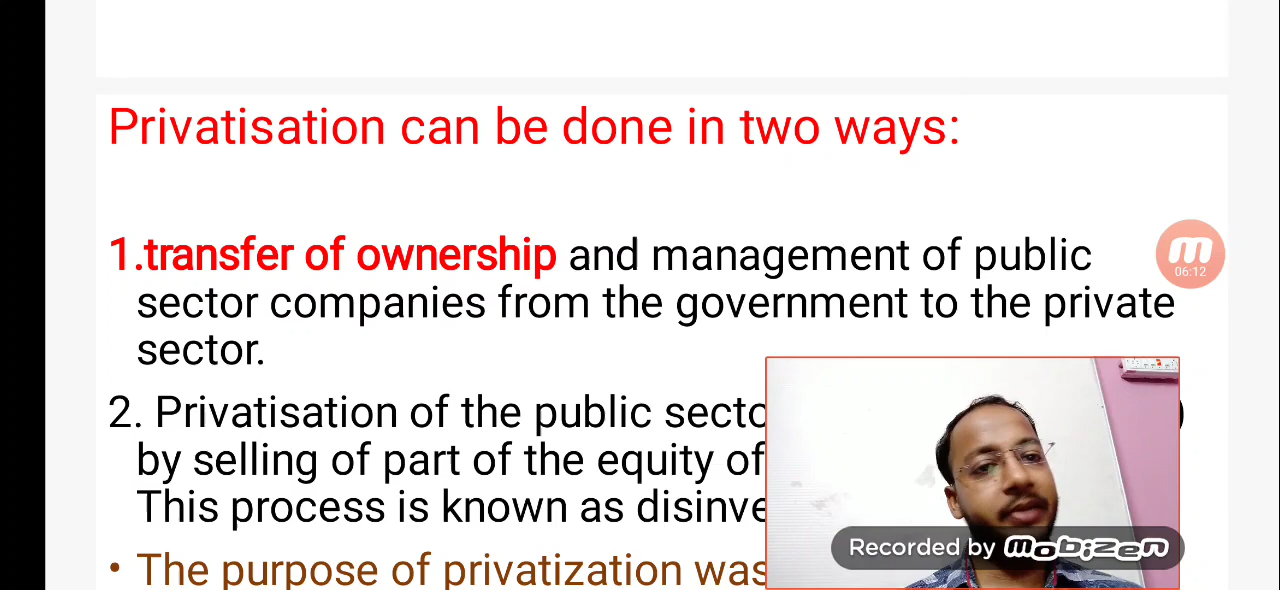 Privatisation can be done in two ways:
1.transfer of ownership and management of public
sector companies from the government to the private
sector.
2. Privatisation of the public
by selling of part of the equity of
This process is known as
• The purpose of privatization was
06:12
Recorded by mobizen